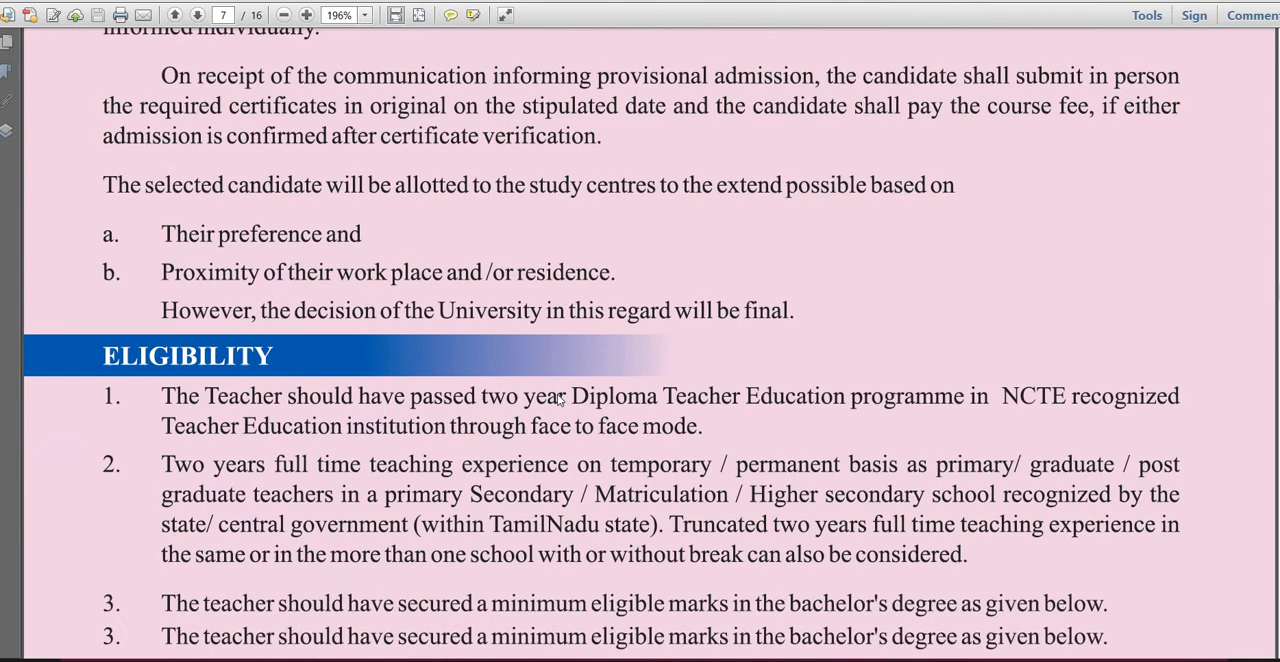 7 / 16
196%
Tools Sign Comment
informed individually.
On receipt of the communication informing provisional admission, the candidate shall submit in person
the required certificates in original on the stipulated date and the candidate shall pay the course fee, if either
admission is confirmed after certificate verification.
The selected candidate will be allotted to the study centres to the extend possible based on
a. Their preference and
b. Proximity of their work place and /or residence.
However, the decision of the University in this regard will be final.
ELIGIBILITY
1. The Teacher should have passed two year Diploma Teacher Education programme in NCTE recognized
Teacher Education institution through face to face mode.
2. Two years full time teaching experience on temporary / permanent basis as primary/ graduate / post
graduate teachers in a primary Secondary / Matriculation / Higher secondary school recognized by the
state/ central government (within TamilNadu state). Truncated two years full time teaching experience in
the same or in the more than one school with or without break can also be considered.
3. The teacher should have secured a minimum eligible marks in the bachelor's degree as given below.
3. The teacher should have secured a minimum eligible marks in the bachelor's degree as given below.